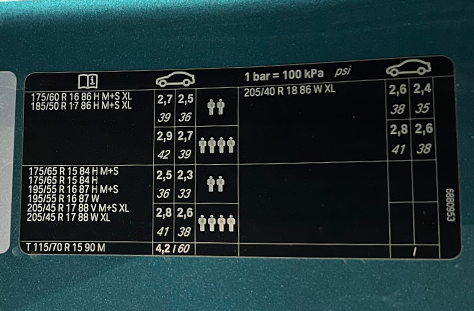 1 bar = 100 kPa psi
175/60 R 16 86 H M+S XL
185/50 R 17 86 H M+S XL
2,7 2,5
39 36
2,9 2,7
42 39
175/65 R 15 84 H M+S
175/65 R 15 84 H
195/55 R 16 87 H M+S
195/55 R 16 87 W
205/45 R 17 88 V M+S XL
205/45 R 17 88 W XL
2,5 2,3
36 33
2,8 2,6
41 38
T 115/70 R 15 90 M
4,2 / 60
205/40 R 18 86 W XL
2,6 2,4
38 35
2,8 2,6
41 38
/
6880953